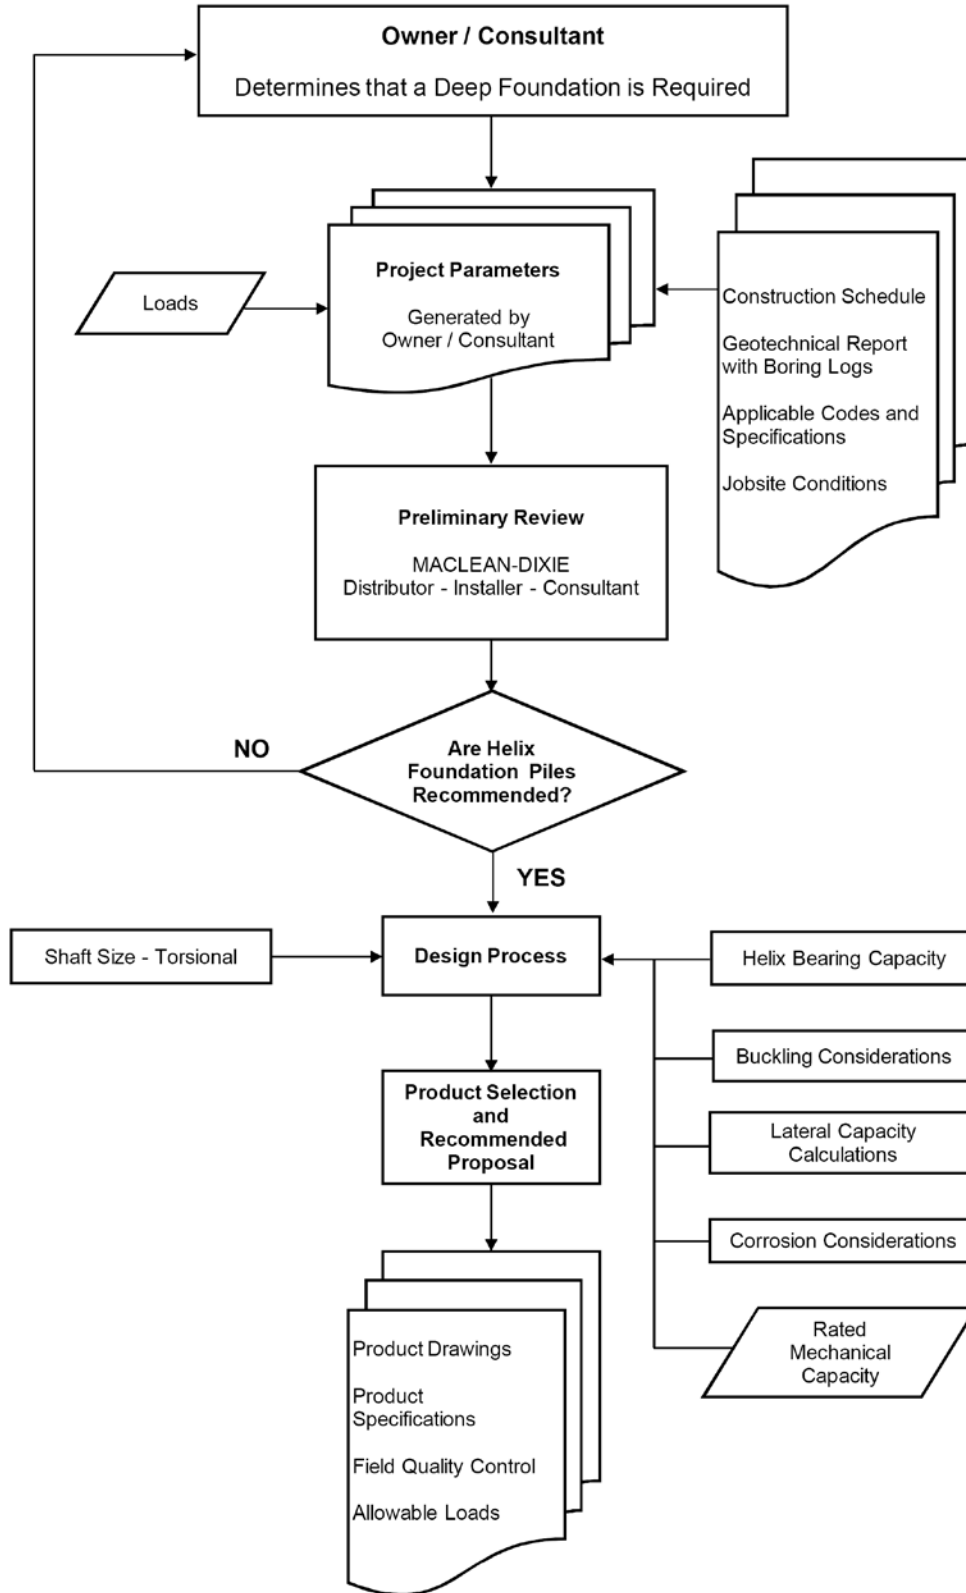 Owner / Consultant
Determines that a Deep Foundation is Required
Project Parameters
Generated by
Owner / Consultant
Loads
Construction Schedule
Geotechnical Report
with Boring Logs
Applicable Codes and
Specifications
Jobsite Conditions
Preliminary Review
MACLEAN-DIXIE
Distributor - Installer - Consultant
Are Helix
Foundation Piles
Recommended?
NO
YES
Shaft Size - Torsional
Design Process
Helix Bearing Capacity
Buckling Considerations
Lateral Capacity
Calculations
Corrosion Considerations
Rated
Mechanical
Capacity
Product Selection
and
Recommended
Proposal
Product Drawings
Product
Specifications
Field Quality Control
Allowable Loads